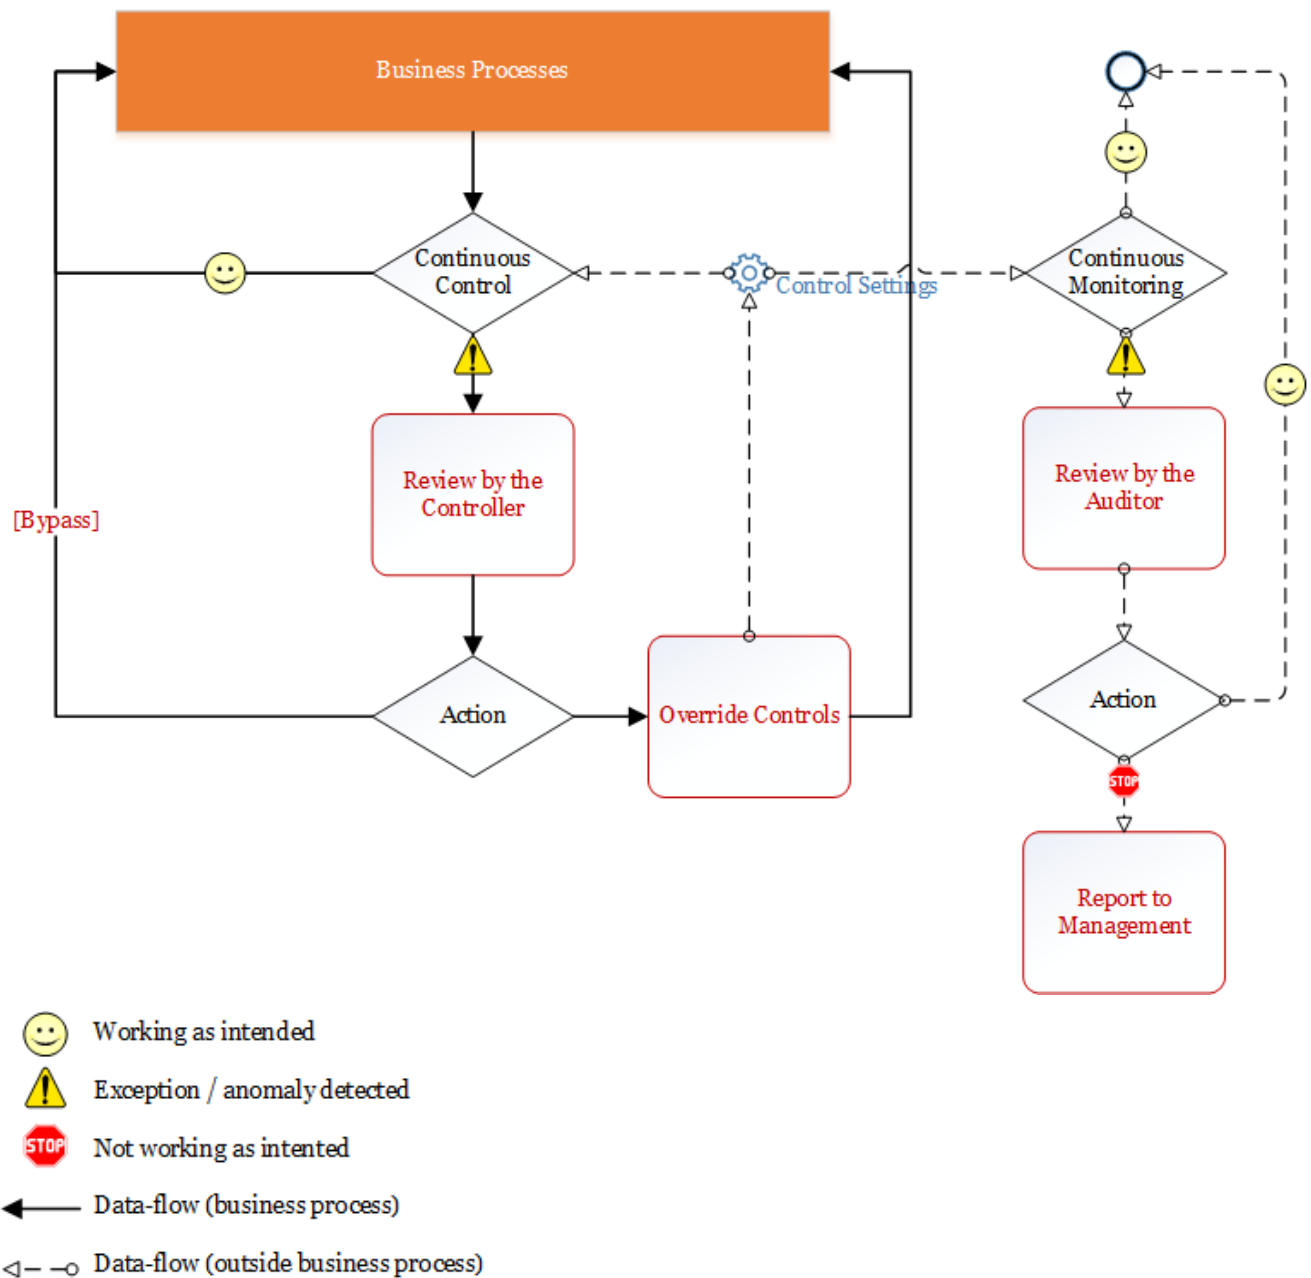 Business Processes
Continuous
Control
Control Settings
Continuous
Monitoring
Review by the
Controller
Review by the
Auditor
[Bypass]
Action
Override Controls
Action
STOP
Report to
Management
Working as intended
Exception / anomaly detected
STOP
Not working as intented
Data-flow (business process)
Data-flow (outside business process)